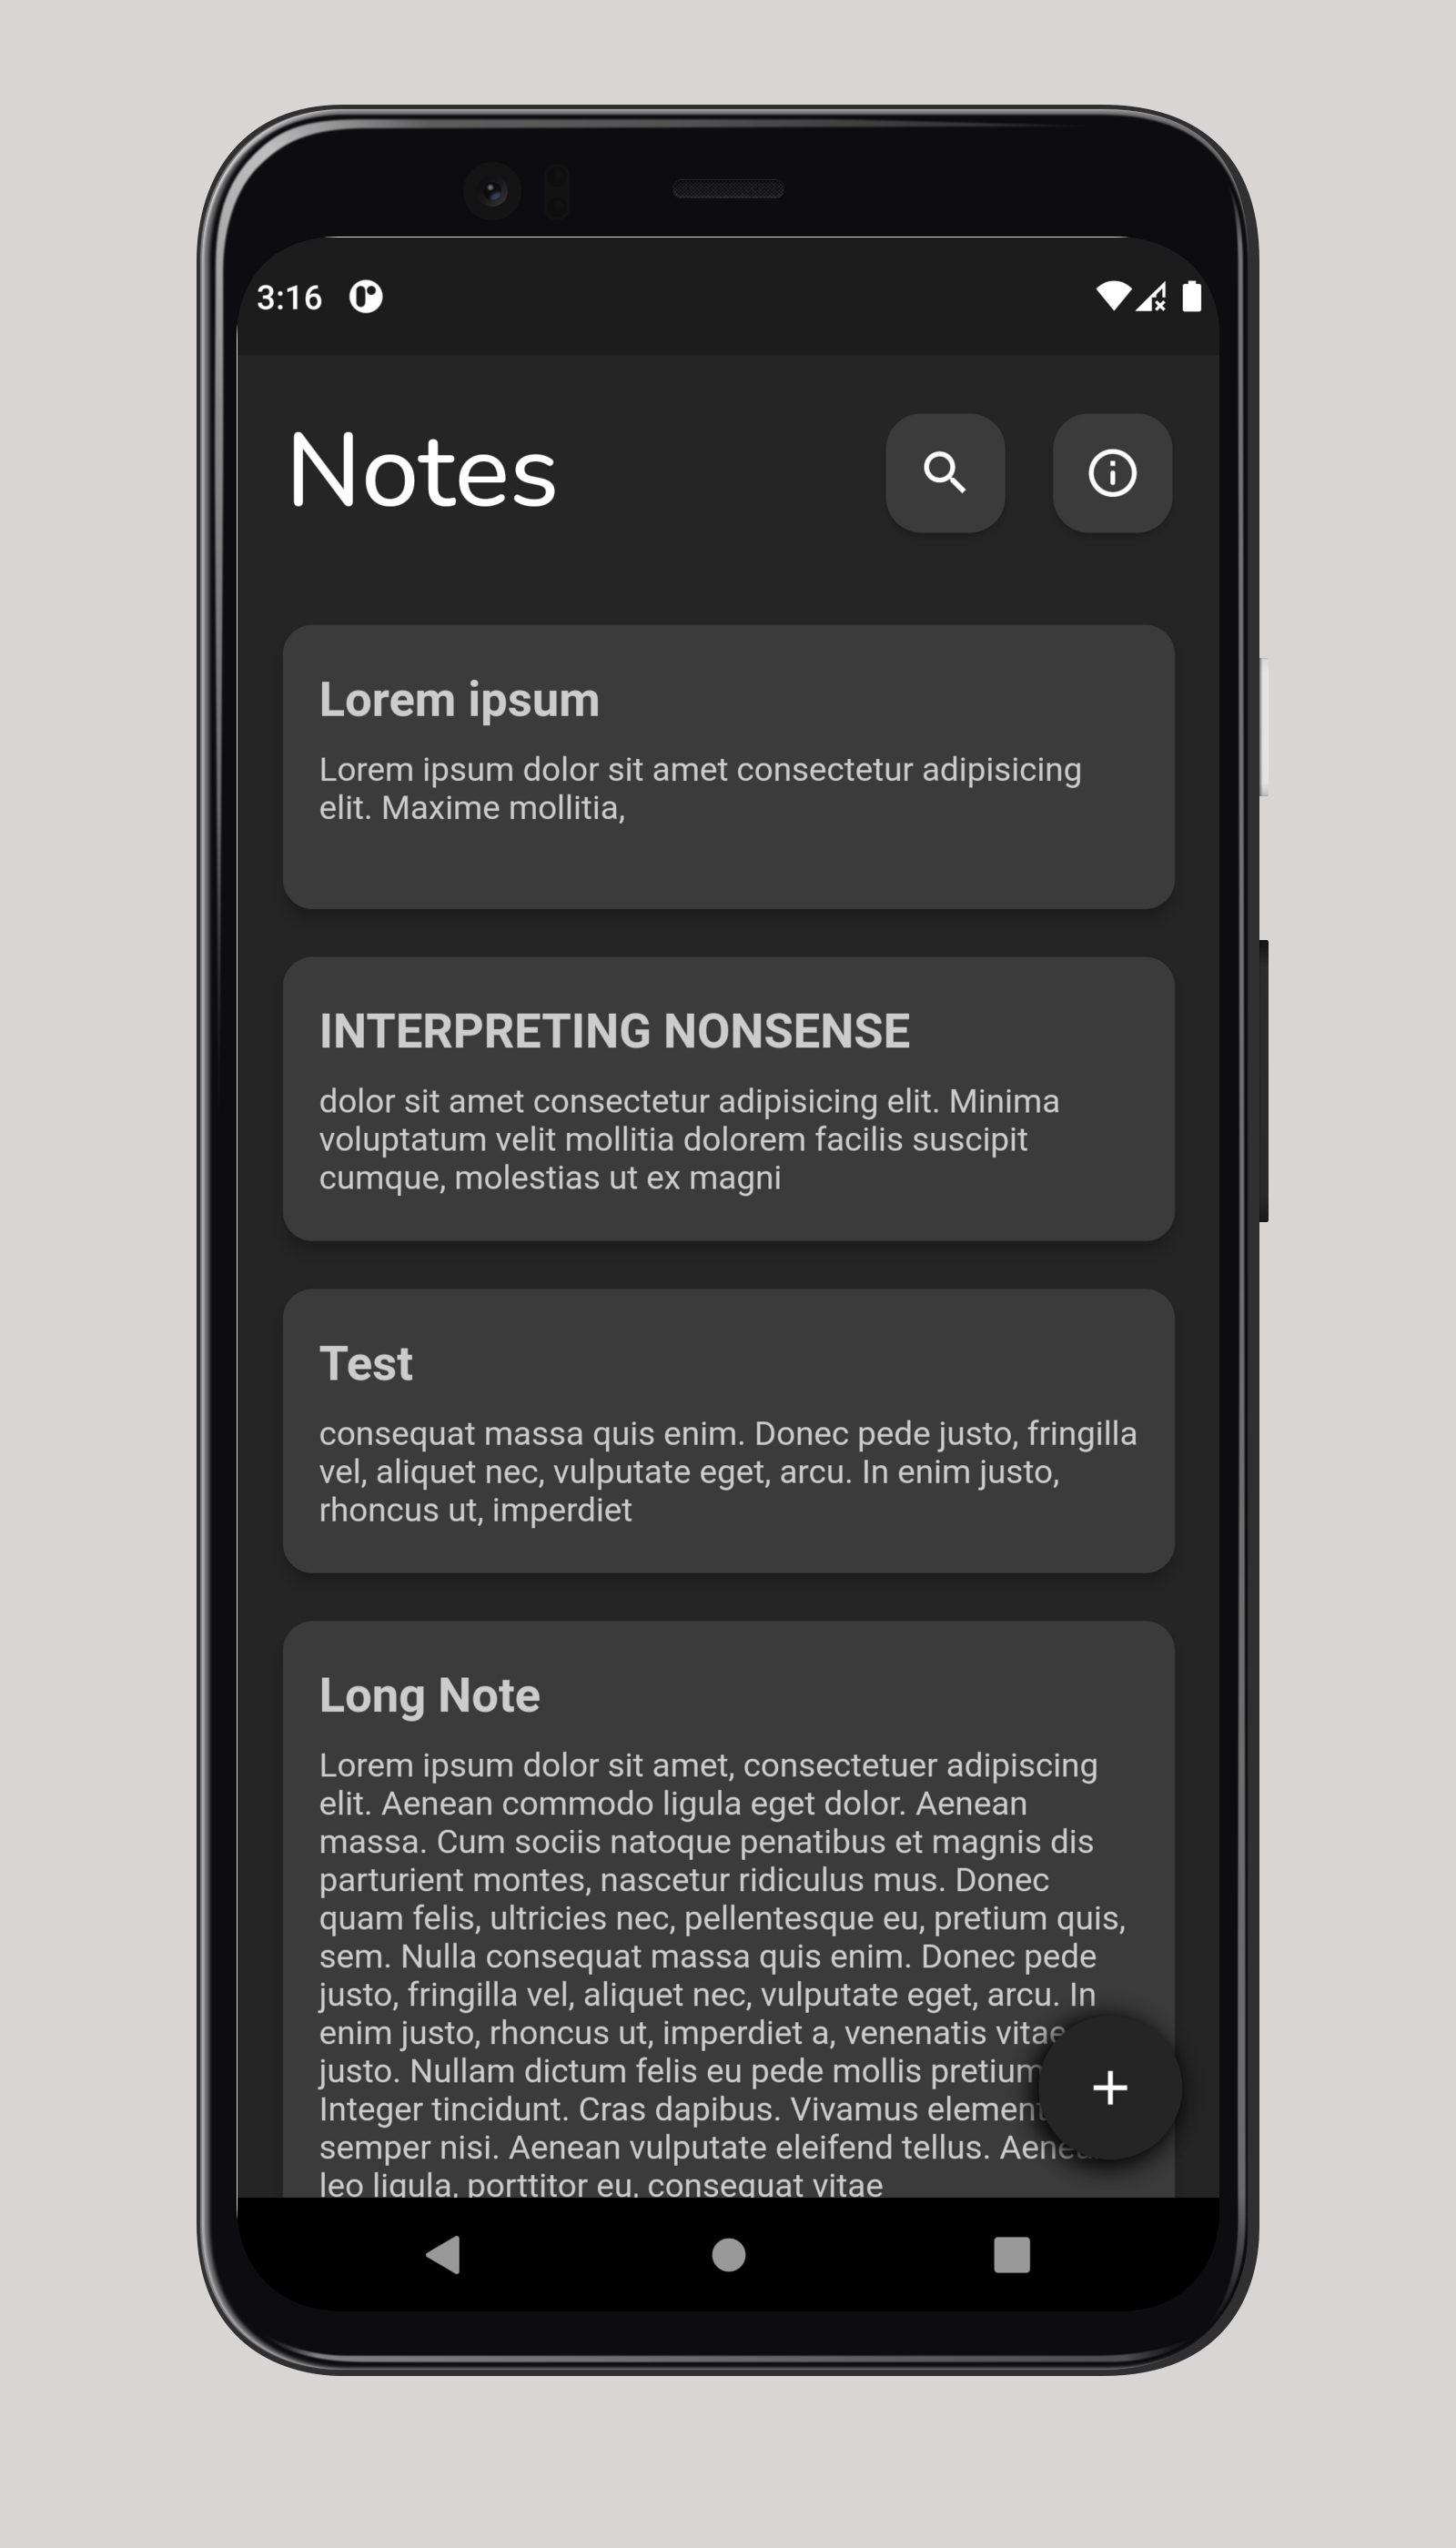 3:16
Notes
Lorem ipsum
Lorem ipsum dolor sit amet consectetur adipisicing
elit. Maxime mollitia,
INTERPRETING NONSENSE
dolor sit amet consectetur adipisicing elit. Minima
voluptatum velit mollitia dolorem facilis suscipit
cumque, molestias ut ex magni
Test
consequat massa quis enim. Donec pede justo, fringilla
vel, aliquet nec, vulputate eget, arcu. In enim justo,
rhoncus ut, imperdiet
Long Note
Lorem ipsum dolor sit amet, consectetuer adipiscing
elit. Aenean commodo ligula eget dolor. Aenean
massa. Cum sociis natoque penatibus et magnis dis
parturient montes, nascetur ridiculus mus. Donec
quam felis, ultricies nec, pellentesque eu, pretium quis,
sem. Nulla consequat massa quis enim. Donec pede
justo, fringilla vel, aliquet nec, vulputate eget, arcu. In
enim justo, rhoncus ut, imperdiet a, venenatis vitae
justo. Nullam dictum felis eu pede mollis pretium
Integer tincidunt. Cras dapibus. Vivamus
semper nisi. Aenean vulputate eleifend tellus.
leo ligula, porttitor eu, consequat vitae